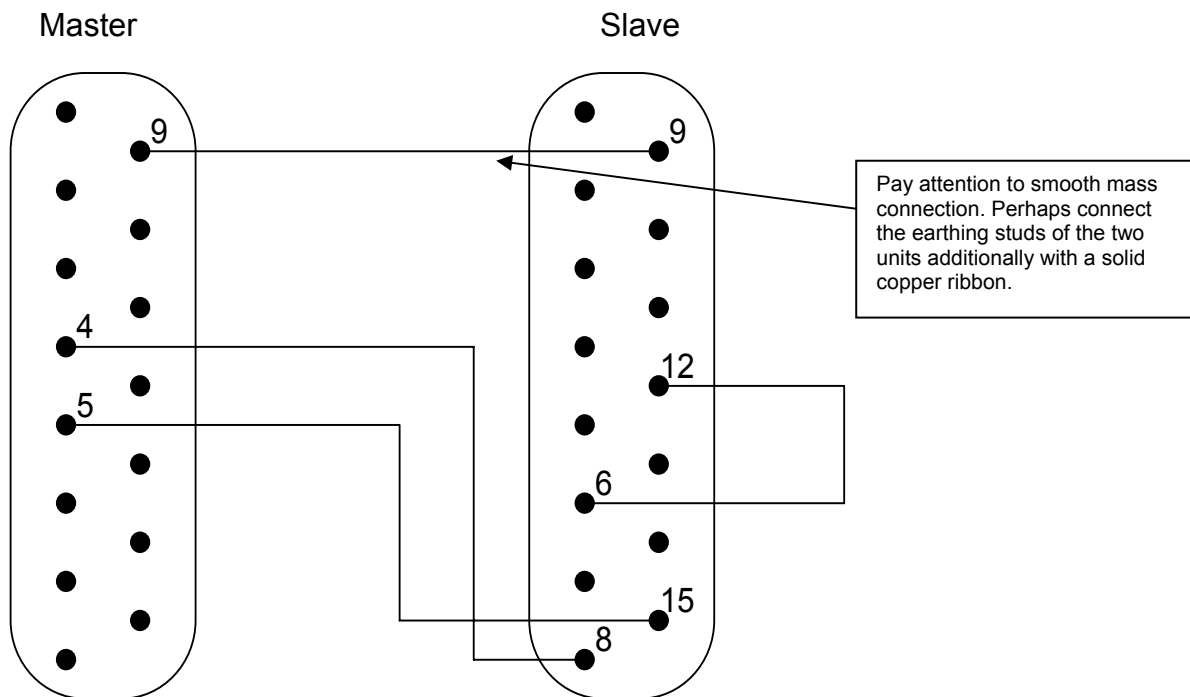 Master
Slave
9
9
Pay attention to smooth mass
connection. Perhaps connect
the earthing studs of the two
units additionally with a solid
copper ribbon.
4
12
5
6
15
8